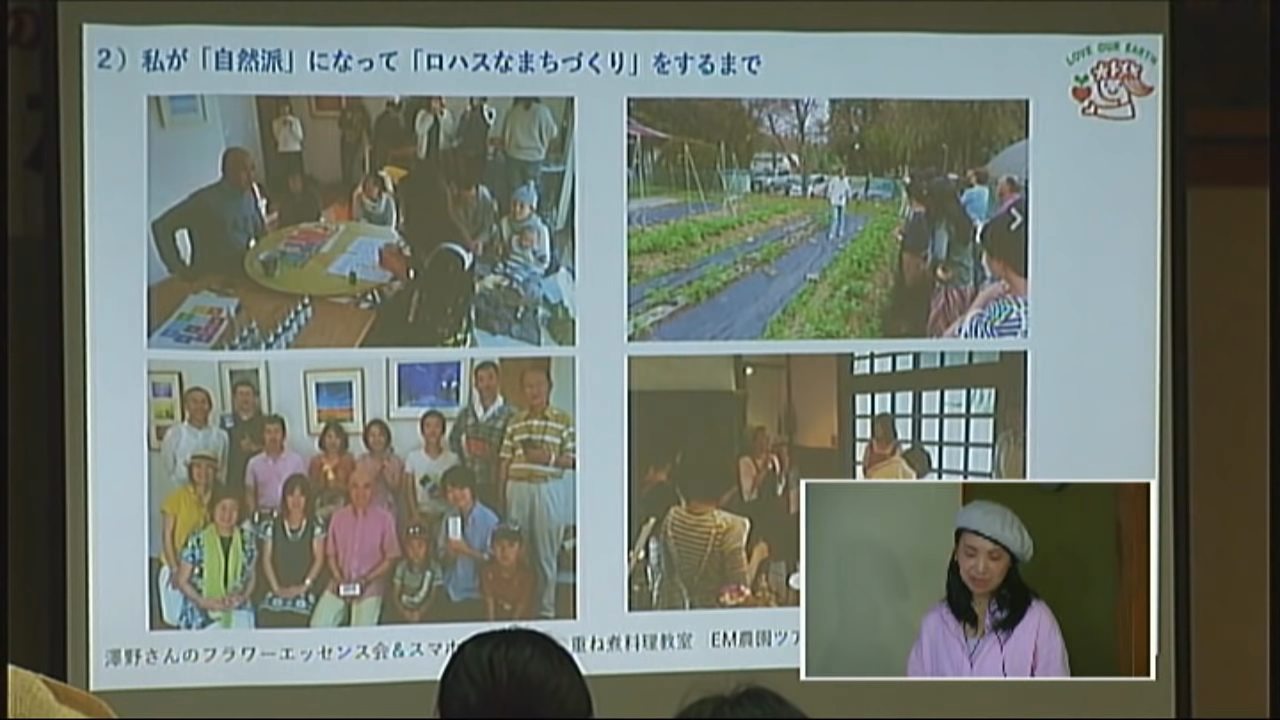 2）私が「自然派」になって「ロハスなまちづくり」をするまで
LOVE OUR EARTH
澤野さんのフラワーエッセンス会&スマル
重ね煮料理教室 EM農園ツア